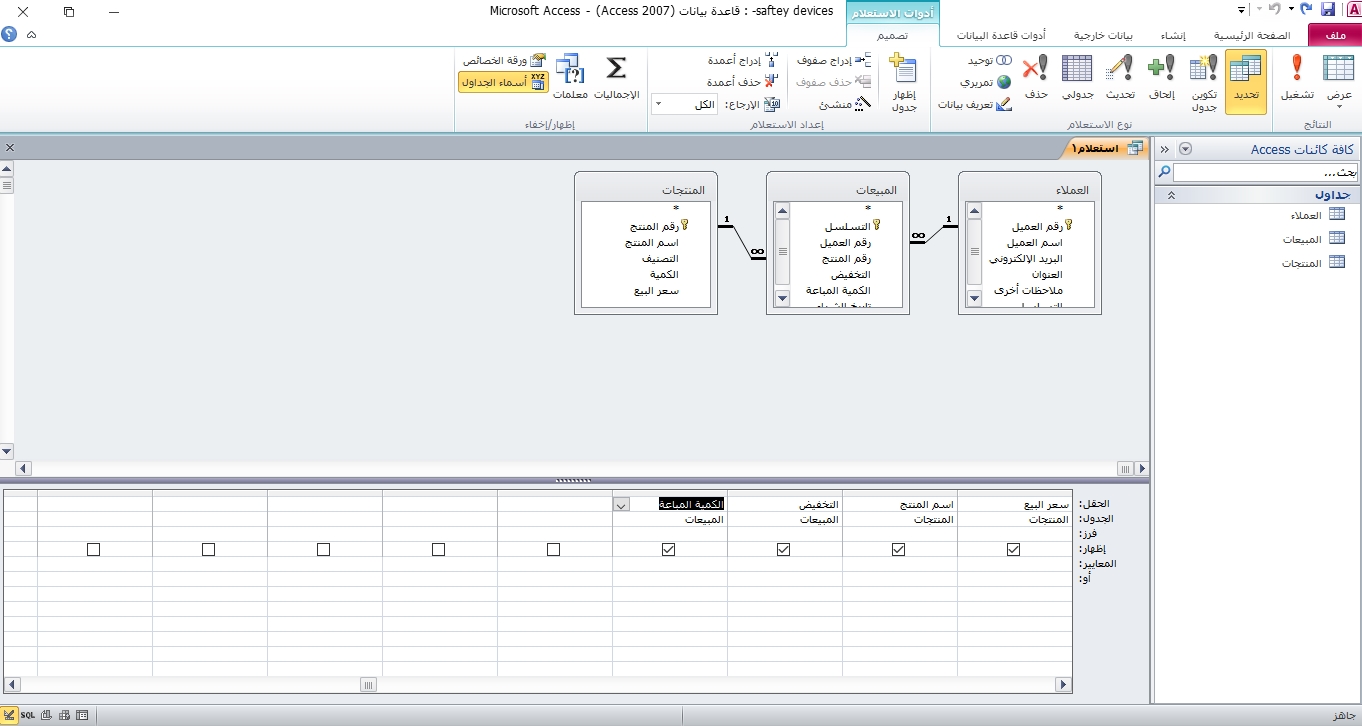 saftey devices- : قاعدة بيانات (Access 2007) - Microsoft Access
أدوات الاستعلام
ملف
الصفحة الرئيسية
إنشاء
بيانات خارجية
أدوات قاعدة البيانات
تصميم
عرض
تشغيل
النتائج
تحديد
تكوين جدول
إلحاق
تحديث
جدولي
حذف
توحيد
تمريري
تعريف بيانات
نوع الاستعلام
إظهار جدول
إدراج صفوف
حذف صفوف
منشئ
إدراج أعمدة
حذف أعمدة
الإرجاع: الكل
إعداد الاستعلام
الإجماليات
معلمات
ورقة الخصائص
أسماء الجداول
إظهار/إخفاء
كافة كائنات Access
بحث...
جداول
العملاء
المبيعات
المنتجات
استعلام١
العملاء
*
رقم العميل
اسم العميل
البريد الإلكتروني
العنوان
ملاحظات أخرى
1
∞
المبيعات
*
التسلسل
رقم العميل
رقم المنتج
التخفيض
الكمية المباعة
1
∞
المنتجات
*
رقم المنتج
اسم المنتج
التصنيف
الكمية
سعر البيع
الحقل: سعر البيع اسم المنتج التخفيض الكمية المباعة
الجدول: المنتجات المنتجات المبيعات المبيعات
فرز:
إظهار:
المعايير:
أو:
جاهز
SQL